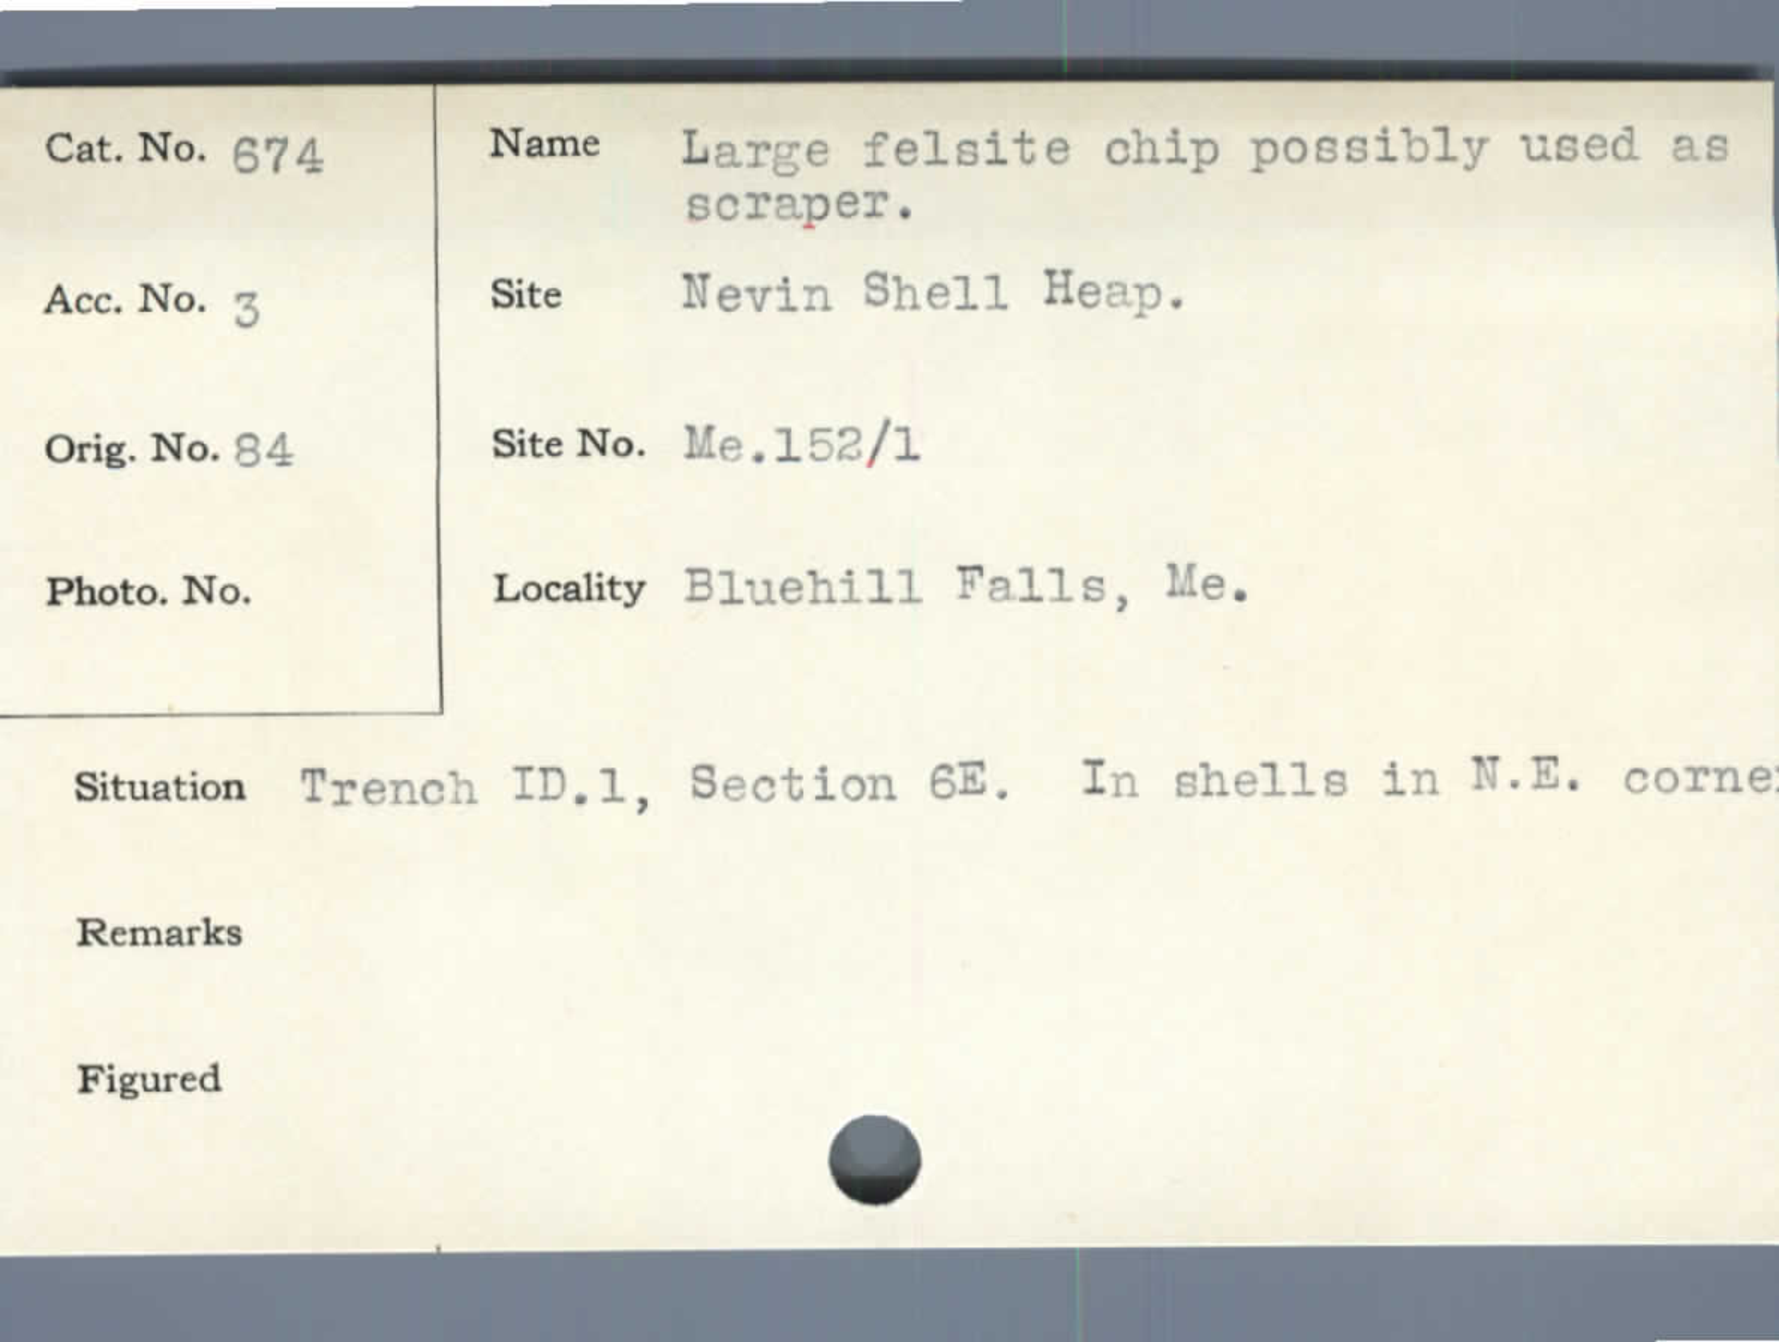 Cat. No. 674
Name Large felsite chip possibly used as
scraper.
Acc. No. 3
Site Nevin Shell Heap.
Orig. No. 84
Site No. Me.152/1
Photo. No.
Locality Bluehill Falls, Me.
Situation Trench ID.1, Section 6E. In shells in N.E. corner
Remarks
Figured